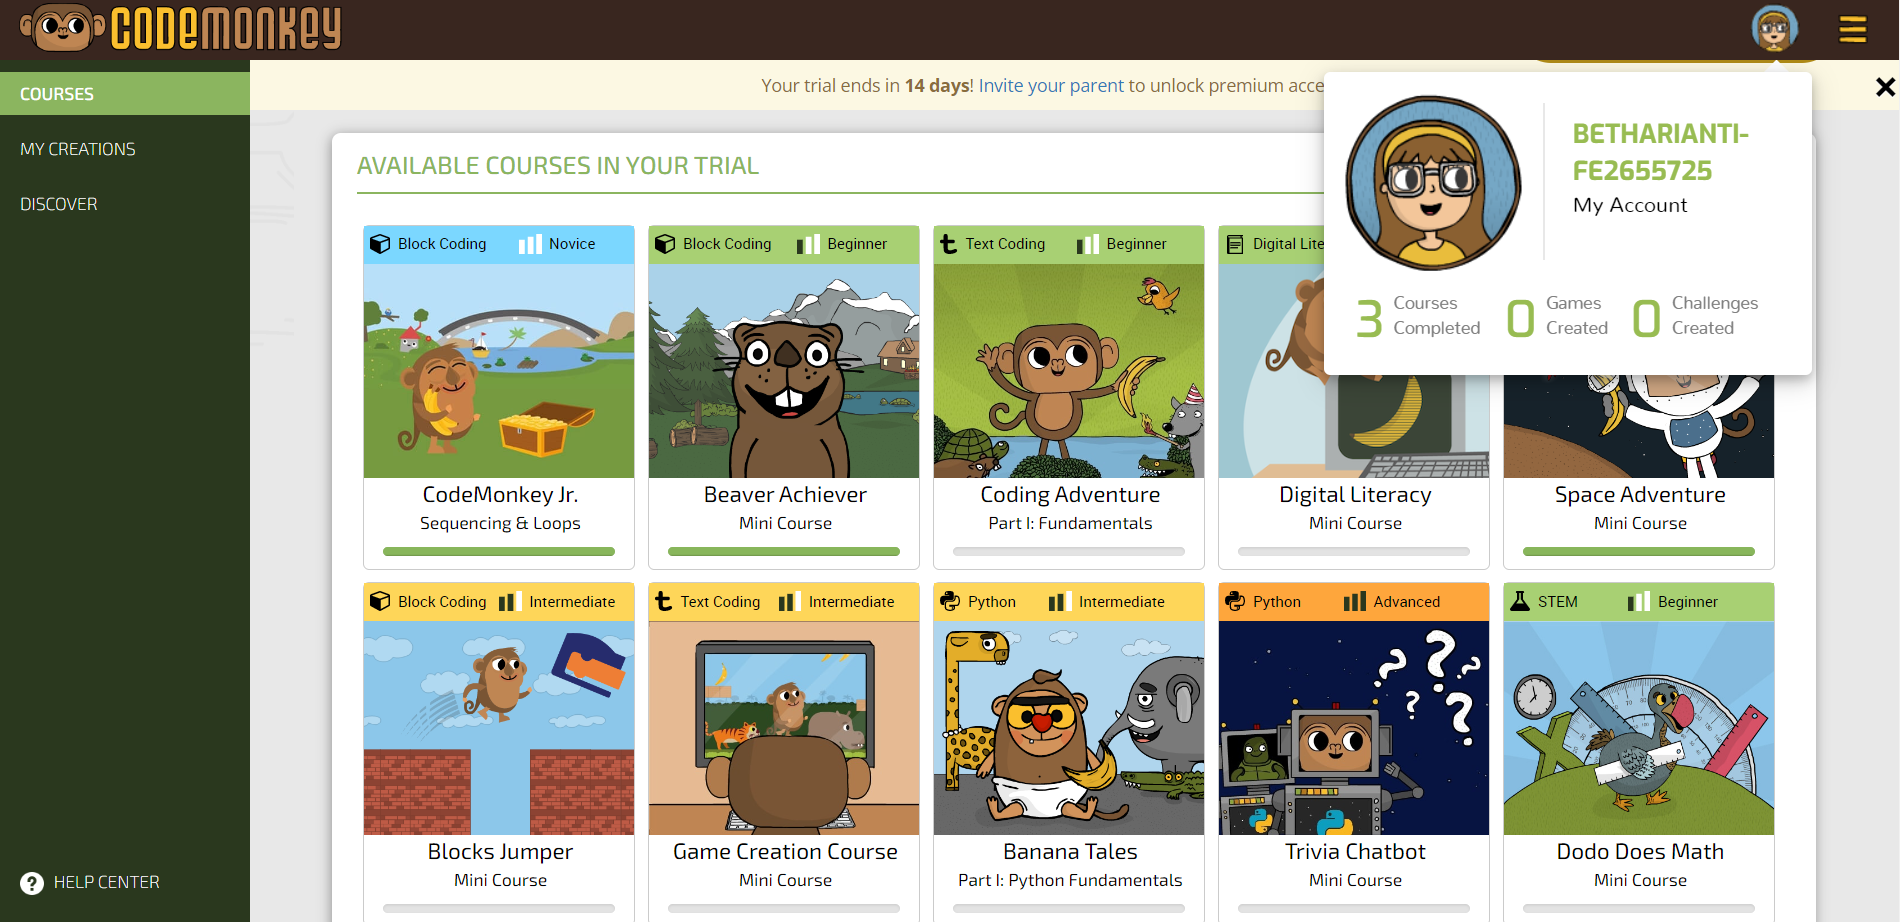 CODEMONKEY
COURSES
MY CREATIONS
DISCOVER
HELP CENTER
Your trial ends in 14 days! Invite your parent to unlock premium
BETHARIANTI-
FE2655725
My Account
3 Courses Completed
0 Games Created
0 Challenges Created
AVAILABLE COURSES IN YOUR TRIAL
Block Coding Novice
CodeMonkey Jr.
Sequencing & Loops
Block Coding Beginner
Beaver Achiever
Mini Course
Text Coding Beginner
Coding Adventure
Part I: Fundamentals
Digital
Digital Literacy
Mini Course
Space Adventure
Mini Course
Block Coding Intermediate
Blocks Jumper
Mini Course
Text Coding Intermediate
Game Creation Course
Mini Course
Python Intermediate
Banana Tales
Part I: Python Fundamentals
Python Advanced
Trivia Chatbot
Mini Course
STEM Beginner
Dodo Does Math
Mini Course